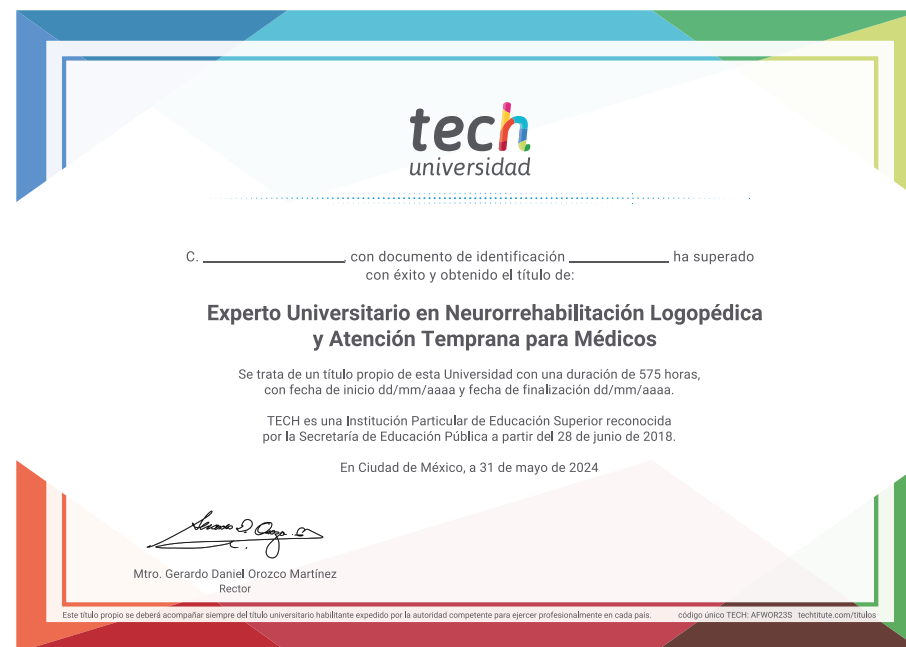 tech
universidad
C. ____________, con documento de identificación ____________ ha superado
con éxito y obtenido el título de:
Experto Universitario en Neurorrehabilitación Logopédica
y Atención Temprana para Médicos
Se trata de un título propio de esta Universidad con una duración de 575 horas,
con fecha de inicio dd/mm/aaaa y fecha de finalización dd/mm/aaaa.
TECH es una Institución Particular de Educación Superior reconocida
por la Secretaría de Educación Pública a partir del 28 de junio de 2018.
En Ciudad de México, a 31 de mayo de 2024
Mtro. Gerardo Daniel Orozco Martínez
Rector
Este título propio se deberá acompañar siempre del título universitario habilitante expedido por la autoridad competente para ejercer profesionalmente en cada país. código único TECH: AFWOR23S techtitute.com/titulos